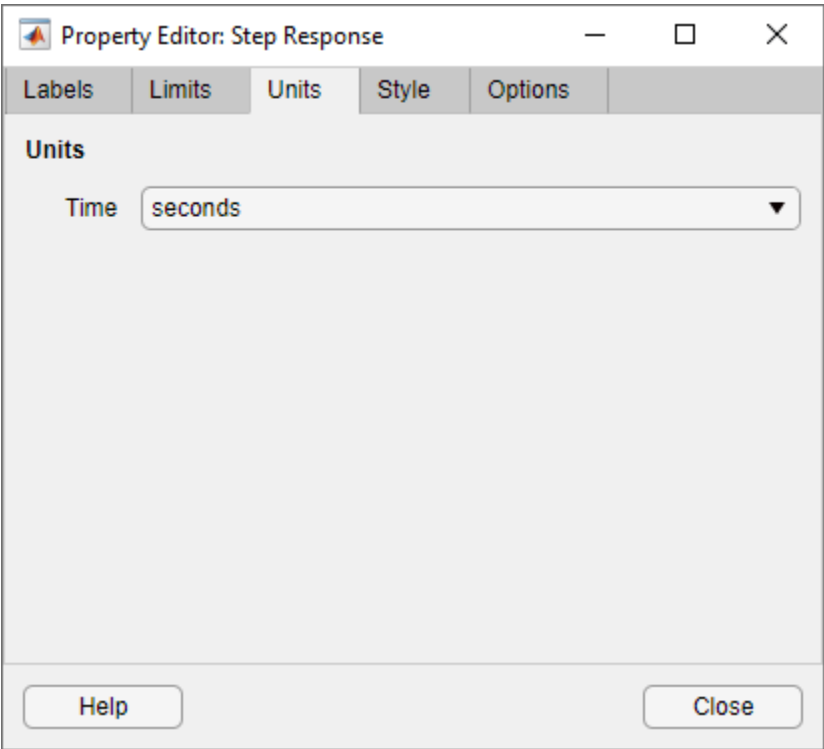 Property Editor: Step Response
Labels Limits Units Style Options
Units
Time seconds
Help Close